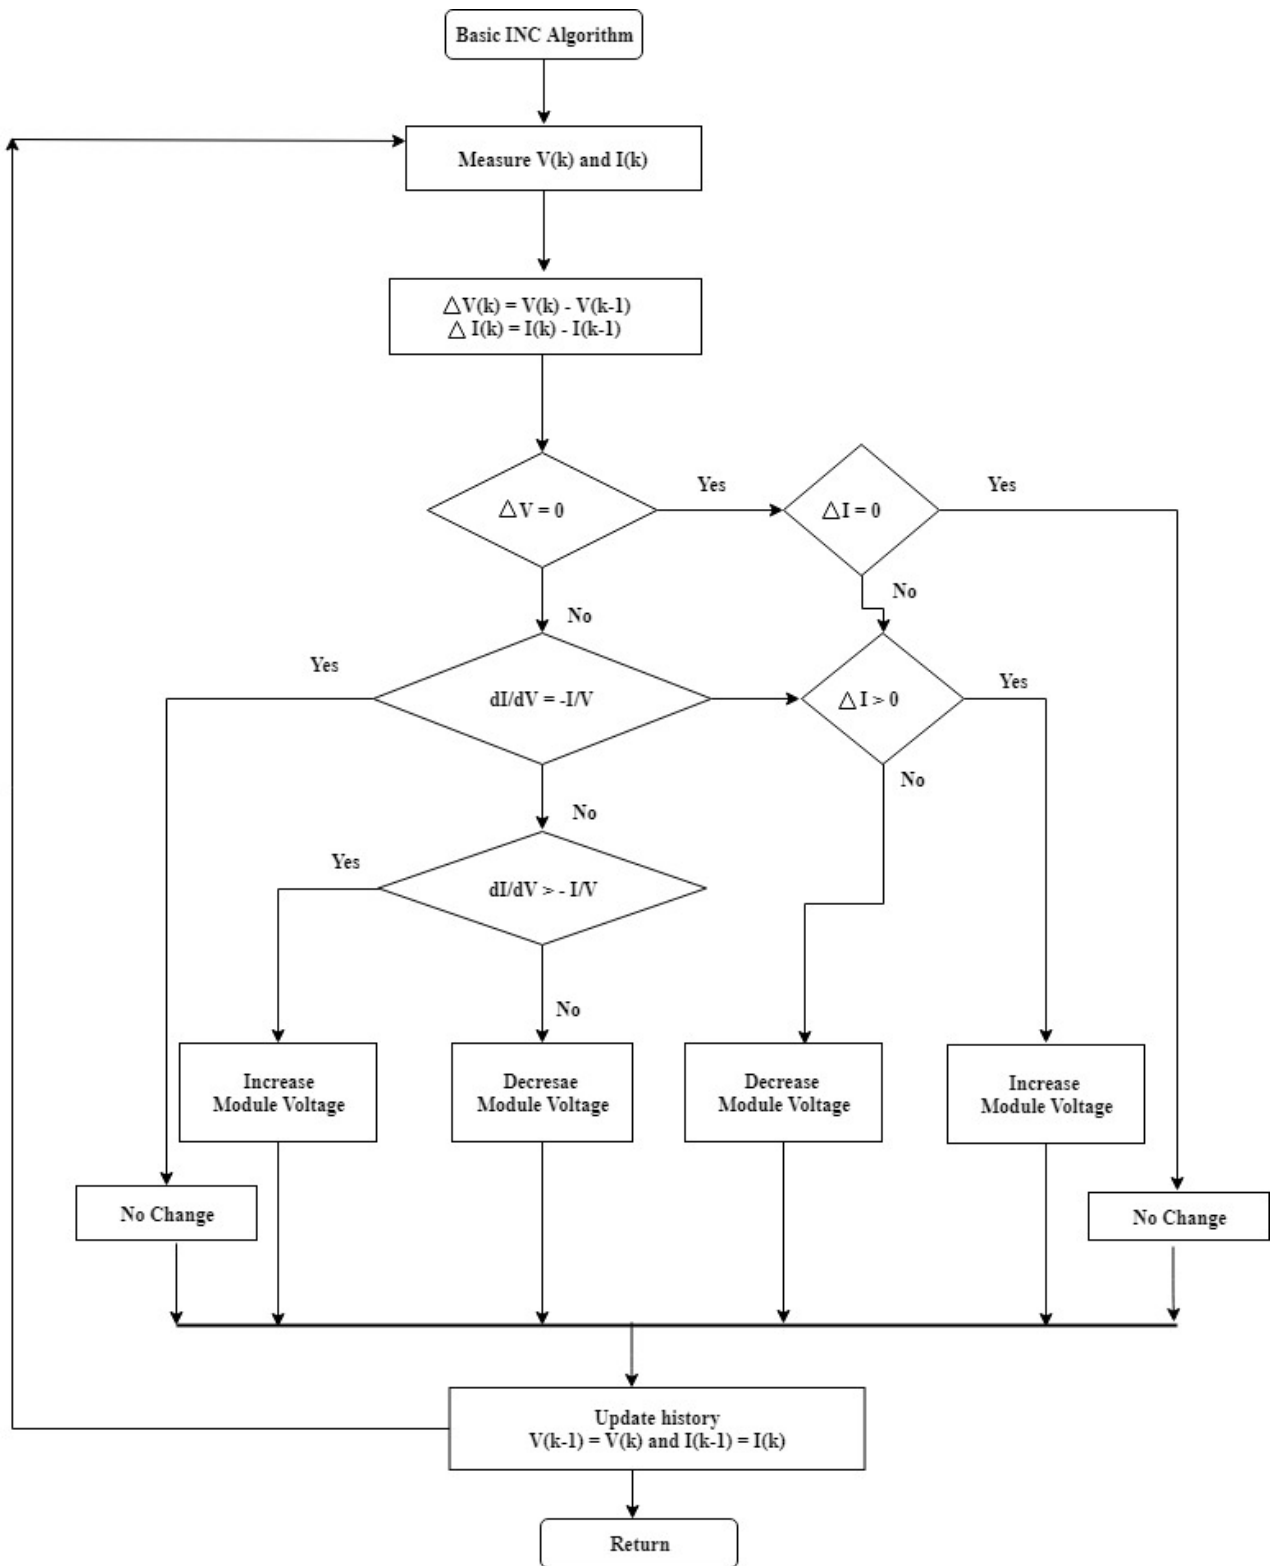 Basic INC Algorithm
Measure V(k) and I(k)
△V(k) = V(k) - V(k-1)
△ I(k) = I(k) - I(k-1)
△V = 0
Yes
△I = 0
Yes
No
No
Yes
dI/dV = -I/V
△I > 0
Yes
No
No
Yes
dI/dV > - I/V
No
Increase
Module Voltage
Decresae
Module Voltage
Decrease
Module Voltage
Increase
Module Voltage
No Change
No Change
Update history
V(k-1) = V(k) and I(k-1) = I(k)
Return